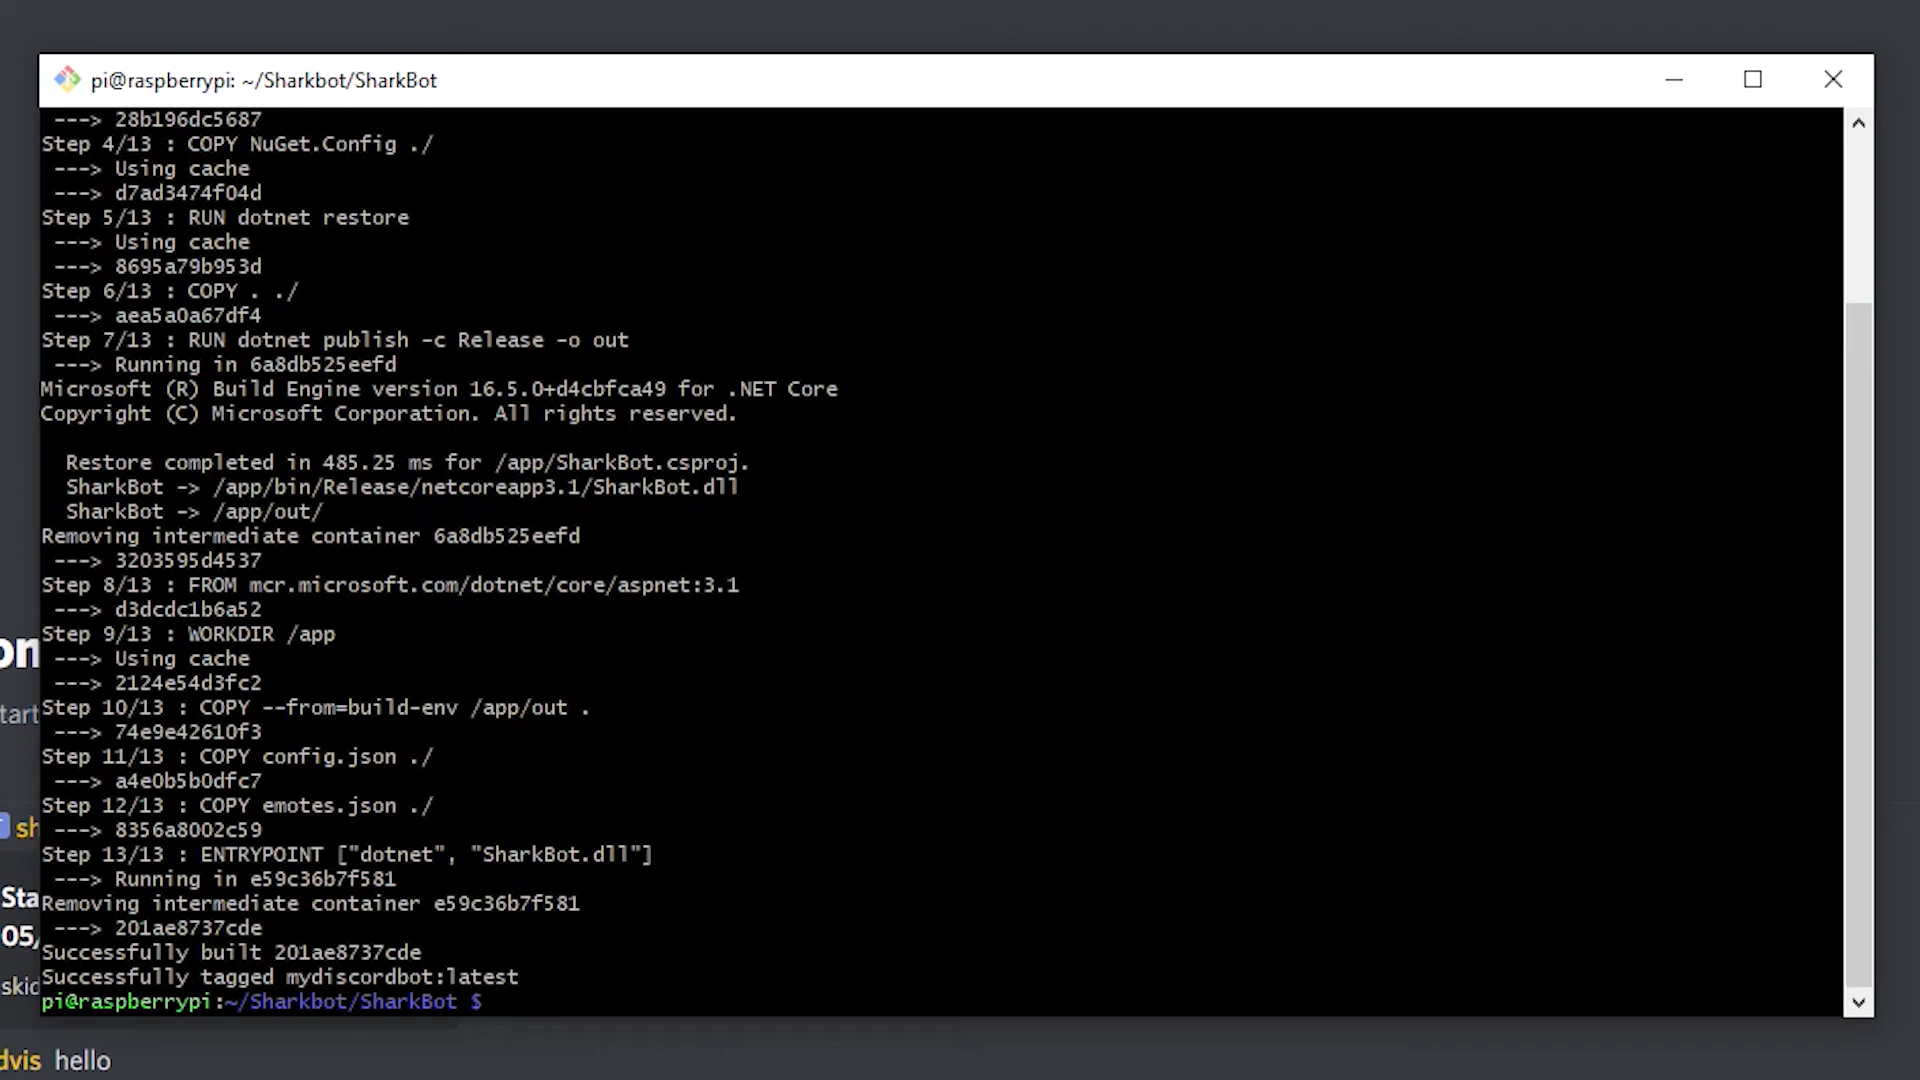 pi@raspberrypi: ~/Sharkbot/SharkBot
---> 28b196dc5687
Step 4/13 : COPY NuGet.Config ./
---> Using cache
---> d7ad3474f04d
Step 5/13 : RUN dotnet restore
---> Using cache
---> 8695a79b953d
Step 6/13 : COPY . ./
---> aea5a0a67df4
Step 7/13 : RUN dotnet publish -c Release -o out
---> Running in 6a8db525eefd
Microsoft (R) Build Engine version 16.5.0+d4cbfca49 for .NET Core
Copyright (C) Microsoft Corporation. All rights reserved.
Restore completed in 485.25 ms for /app/SharkBot.csproj.
SharkBot -> /app/bin/Release/netcoreapp3.1/SharkBot.dll
SharkBot -> /app/out/
Removing intermediate container 6a8db525eefd
---> 3203595d4537
Step 8/13 : FROM mcr.microsoft.com/dotnet/core/aspnet:3.1
---> d3dcdc1b6a52
Step 9/13 : WORKDIR /app
---> Using cache
---> 2124e54d3fc2
Step 10/13 : COPY --from=build-env /app/out .
---> 74e9e42610f3
Step 11/13 : COPY config.json ./
---> a4e0b5b0dfc7
Step 12/13 : COPY emotes.json ./
---> 8356a8002c59
Step 13/13 : ENTRYPOINT ["dotnet", "SharkBot.dll"]
---> Running in e59c36b7f581
Removing intermediate container e59c36b7f581
---> 201ae8737cde
Successfully built 201ae8737cde
Successfully tagged mydiscordbot:latest
pi@raspberrypi:~/Sharkbot/SharkBot $
on
tart
sh
Sta
05/
skid
dvis hello